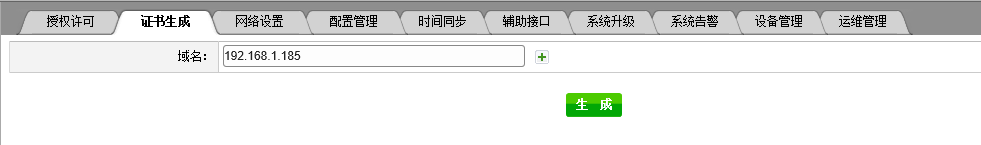 授权许可 证书生成 网络设置 配置管理 时间同步 辅助接口 系统升级 系统告警 设备管理 运维管理
域名： 192.168.1.185
生 成